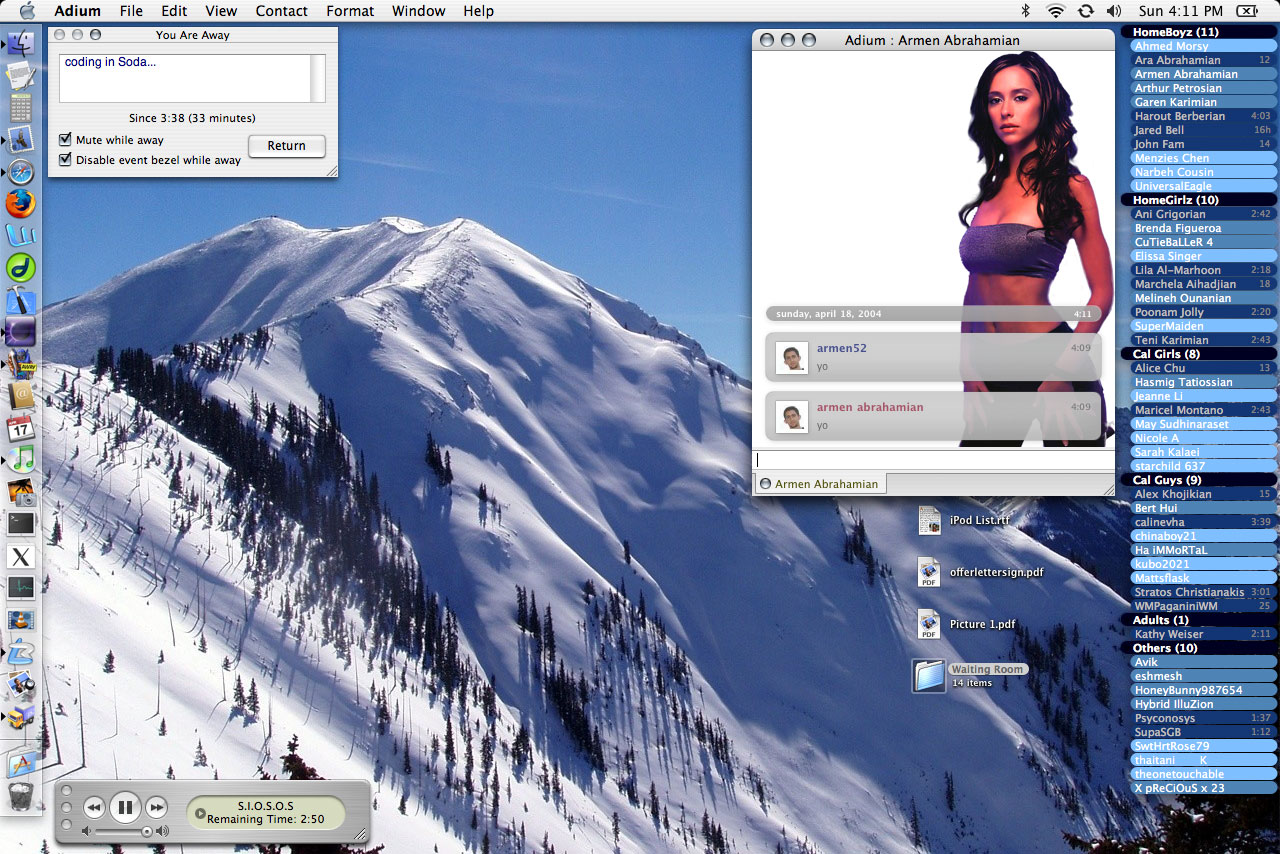 Adium File Edit View Contact Format Window Help
Sun 4:11 PM
You Are Away
coding in Soda...
Since 3:38 (33 minutes)
Mute while away
Disable event bezel while away
Return
Adium : Armen Abrahamian
sunday, april 18, 2004 4:11
armen52 4:09
yo
armen abrahamian 4:09
yo
Armen Abrahamian
HomeBoyz (11)
Ahmed Morsy
Ara Abrahamian 12
Armen Abrahamian
Arthur Petrosian
Garen Karimian
Harout Berberian 4:03
Jared Bell 16h
John Fam 14
Menzies Chen
Narbeh Cousin
UniversalEagle
HomeGirlz (10)
Ani Grigorian 2:42
Brenda Figueroa
CuTieBaLLeR 4
Elissa Singer
Lila Al-Marhoon 2:18
Marchela Aihadjian 18
Melineh Ounanian
Poonam Jolly 2:20
SuperMaiden
Teni Karimian 2:43
Cal Girls (8)
Alice Chu 13
Hasmig Tatiossian
Jeanne Li
Maricel Montano 2:43
May Sudhinaraset
Nicole A
Sarah Kalaei
starchild 637
Cal Guys (9)
Alex Khojikian 15
Bert Hui
calinevha 3:39
chinaboy21
Ha iMMoRTaL
kubo2021
Mattsflask
Stratos Christianakis 3:01
WMPaganiniWM 25
Adults (1)
Kathy Weiser 2:11
Others (10)
Avik
eshmesh
HoneyBunny987654
Hybrid IlluZion
Psyconosys 1:37
SupaSGB 1:12
SwtHrtRose79
thaitani K
theonetouchable
X pReCiOuS x 23
iPod List.rtf
PDF
offerlettersign.pdf
PDF
Picture 1.pdf
Waiting Room
14 items
AWAY
17
X
S.I.O.S.O.S
Remaining Time: 2:50